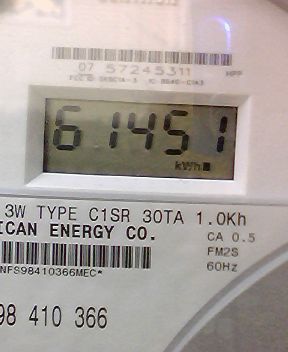 07 57245311 HPP
61451
kWh
3W TYPE C1SR 30TA 1.0Kh
ICAN ENERGY CO.
CA 0.5
FM2S
NFS98410366MEC*
60Hz
98 410 366